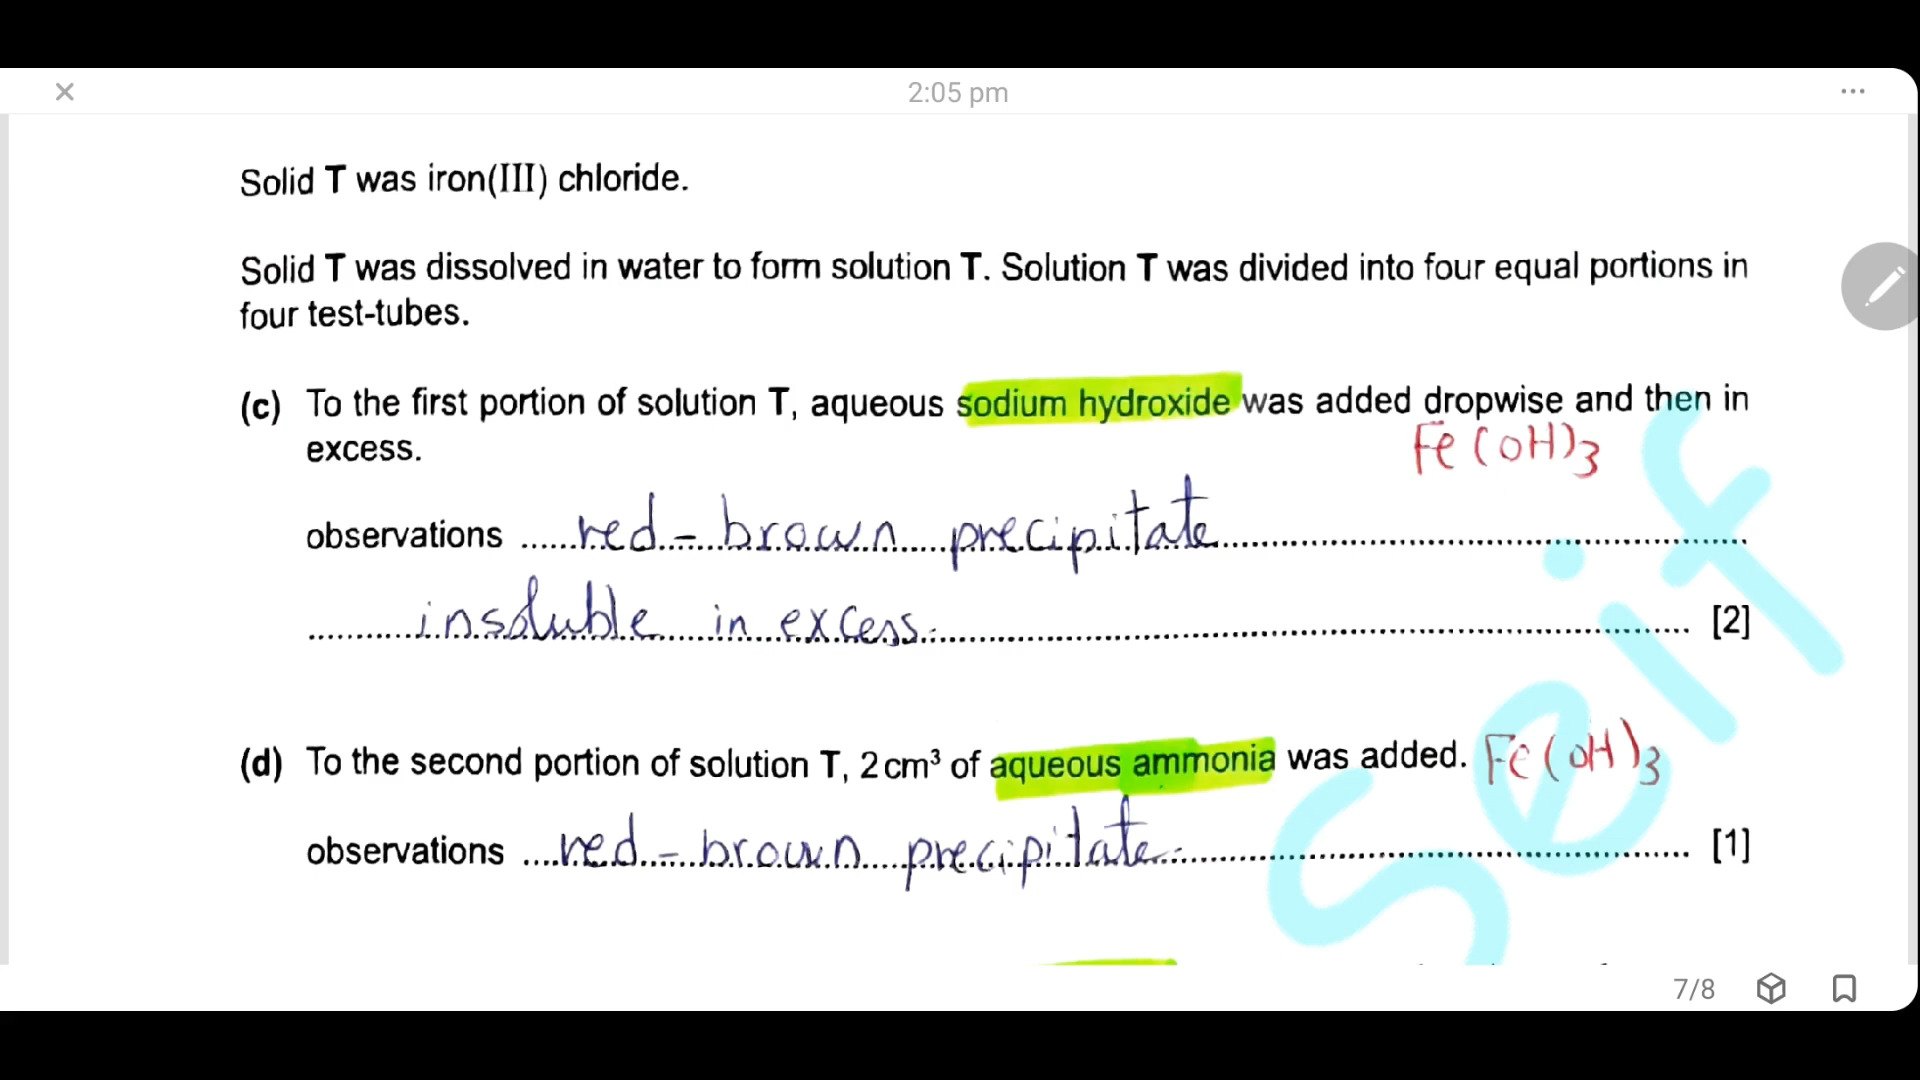 2:05 pm
Solid T was iron(III) chloride.
Solid T was dissolved in water to form solution T. Solution T was divided into four equal portions in
four test-tubes.
(c) To the first portion of solution T, aqueous sodium hydroxide was added dropwise and then in
excess.
Fe(OH)3
observations ......red-brown precipitate......
......insoluble in excess....... [2]
(d) To the second portion of solution T, 2 cm³ of aqueous ammonia was added. Fe(OH)3
observations ....red-brown precipitate....... [1]
Seif
7/8